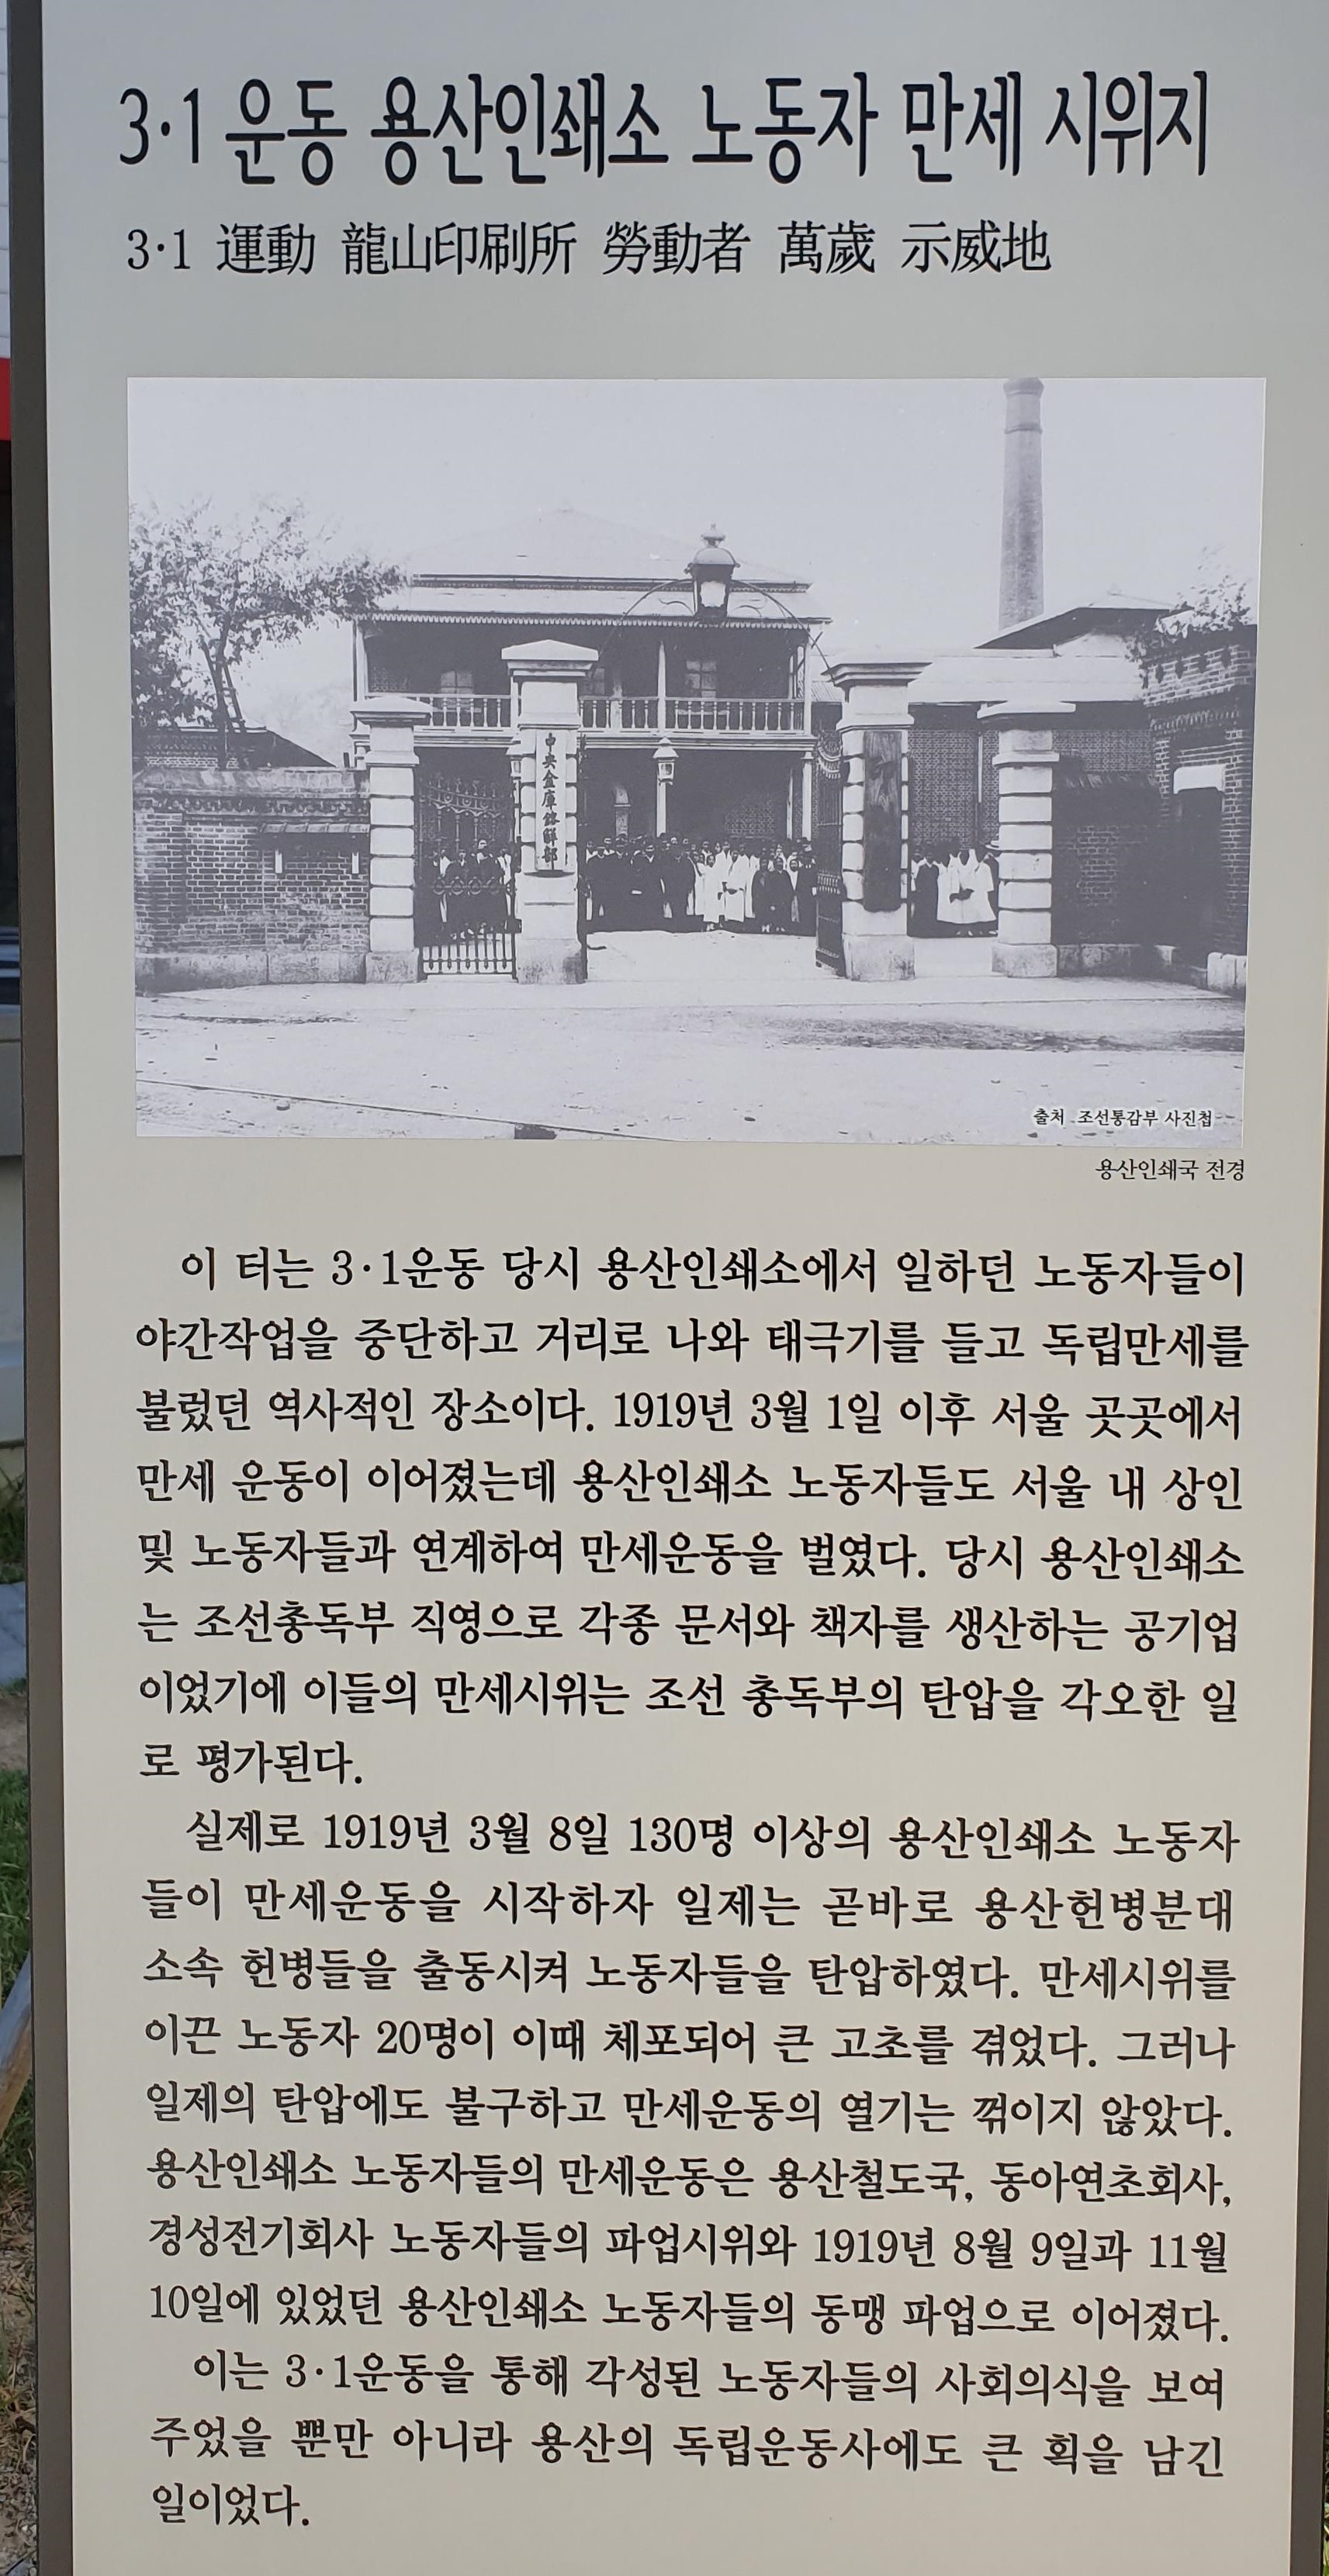 3·1 운동 용산인쇄소 노동자 만세 시위지
3·1 運動 龍山印刷所 勞動者 萬歲 示威地
中央金庫
출처 조선통감부 사진첩
용산인쇄국 전경
이 터는 3·1운동 당시 용산인쇄소에서 일하던 노동자들이
야간작업을 중단하고 거리로 나와 태극기를 들고 독립만세를
불렀던 역사적인 장소이다. 1919년 3월 1일 이후 서울 곳곳에서
만세 운동이 이어졌는데 용산인쇄소 노동자들도 서울 내 상인
및 노동자들과 연계하여 만세운동을 벌였다. 당시 용산인쇄소
는 조선총독부 직영으로 각종 문서와 책자를 생산하는 공기업
이었기에 이들의 만세시위는 조선 총독부의 탄압을 각오한 일
로 평가된다.
실제로 1919년 3월 8일 130명 이상의 용산인쇄소 노동자
들이 만세운동을 시작하자 일제는 곧바로 용산헌병분대
소속 헌병들을 출동시켜 노동자들을 탄압하였다. 만세시위를
이끈 노동자 20명이 이때 체포되어 큰 고초를 겪었다. 그러나
일제의 탄압에도 불구하고 만세운동의 열기는 꺾이지 않았다.
용산인쇄소 노동자들의 만세운동은 용산철도국, 동아연초회사,
경성전기회사 노동자들의 파업시위와 1919년 8월 9일과 11월
10일에 있었던 용산인쇄소 노동자들의 동맹 파업으로 이어졌다.
이는 3·1운동을 통해 각성된 노동자들의 사회의식을 보여
주었을 뿐만 아니라 용산의 독립운동사에도 큰 획을 남긴
일이었다.